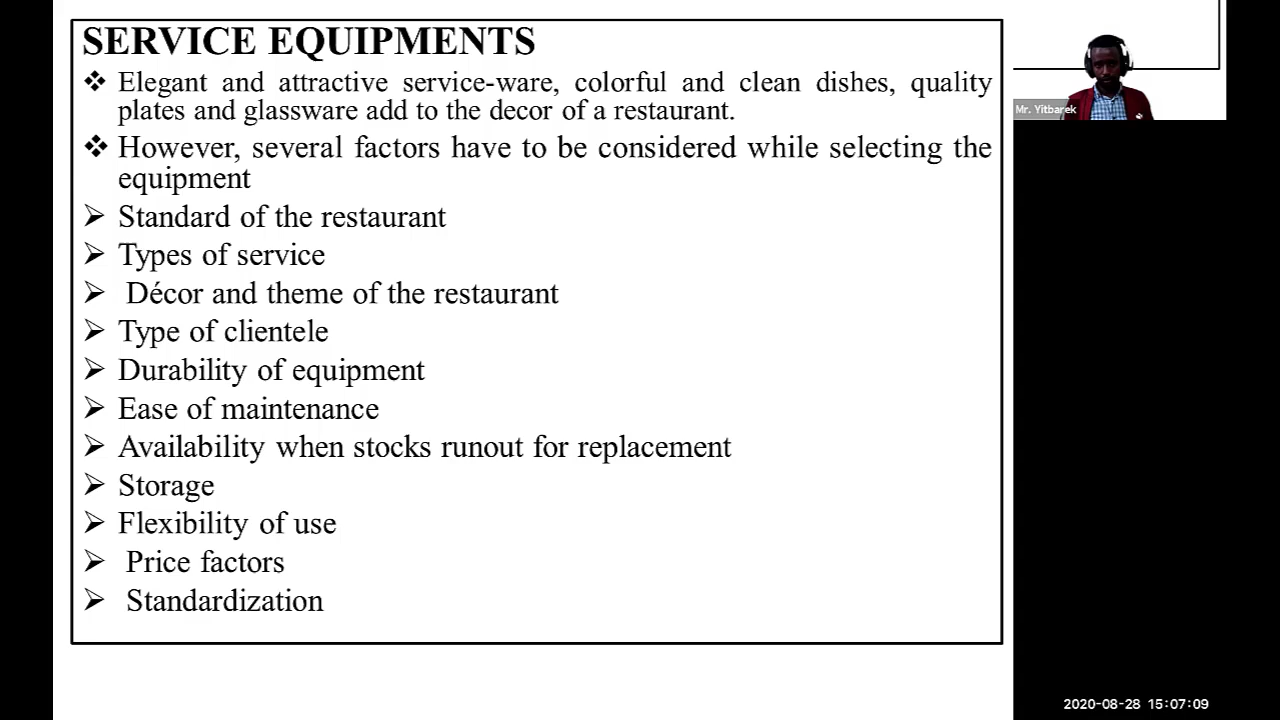 SERVICE EQUIPMENTS
❖ Elegant and attractive service-ware, colorful and clean dishes, quality
plates and glassware add to the decor of a restaurant.
❖ However, several factors have to be considered while selecting the
equipment
➢ Standard of the restaurant
➢ Types of service
➢ Décor and theme of the restaurant
➢ Type of clientele
➢ Durability of equipment
➢ Ease of maintenance
➢ Availability when stocks runout for replacement
➢ Storage
➢ Flexibility of use
➢ Price factors
➢ Standardization
Mr. Yitbarek
2020-08-28 15:07:09